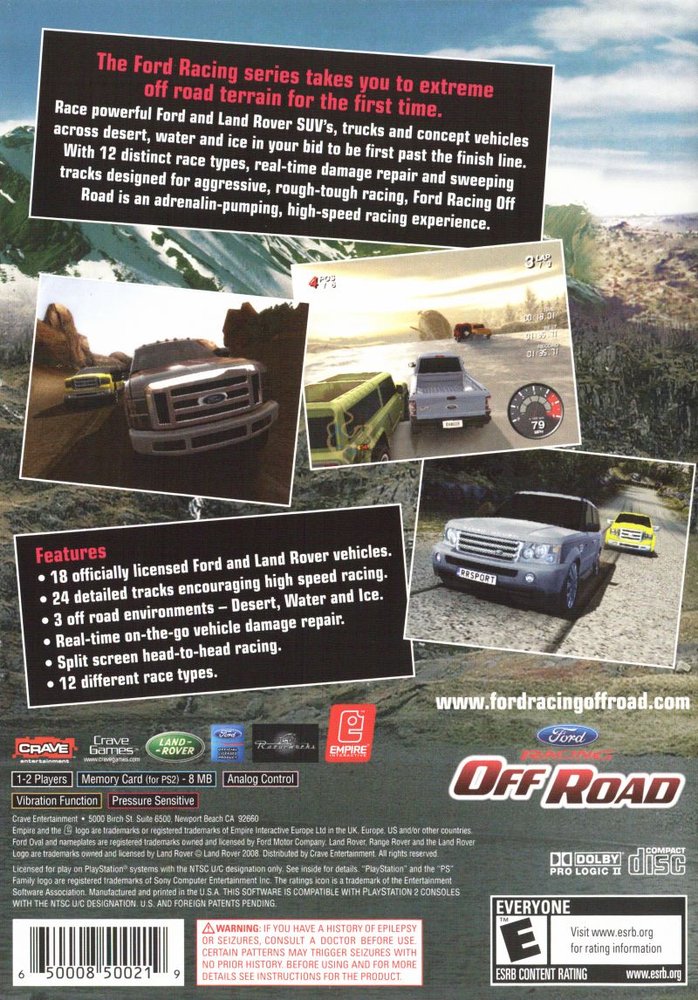 The Ford Racing series takes you to extreme
off road terrain for the first time.
Race powerful Ford and Land Rover SUV's, trucks and concept vehicles
across desert, water and ice in your bid to be first past the finish line.
With 12 distinct race types, real-time damage repair and sweeping
tracks designed for aggressive, rough-tough racing, Ford Racing Off
Road is an adrenalin-pumping, high-speed racing experience.
4 POS / 6
3 LAP / 3
01:35.71
79
MPH
RANGER
RRSPORT
Features
• 18 officially licensed Ford and Land Rover vehicles.
• 24 detailed tracks encouraging high speed racing.
• 3 off road environments – Desert, Water and Ice.
• Real-time on-the-go vehicle damage repair.
• Split screen head-to-head racing.
• 12 different race types.
www.fordracingoffroad.com
CRAVE
entertainment
Crave
Games™
www.cravegames.com
LAND-
ROVER
Ford
Razorworks
EMPIRE
INTERACTIVE
Ford
RACING
OFF ROAD
1-2 Players
Memory Card (for PS2) - 8 MB
Analog Control
Vibration Function
Pressure Sensitive
Crave Entertainment • 5000 Birch St. Suite 6500, Newport Beach CA 92660
Empire and the logo are trademarks or registered trademarks of Empire Interactive Europe Ltd in the UK. Europe. US and/or other countries.
Ford Oval and nameplates are registered trademarks owned and licensed by Ford Motor Company. Land Rover, Range Rover and the Land Rover
Logo are trademarks owned and licensed by Land Rover © Land Rover 2008. Distributed by Crave Entertainment. All rights reserved.
Licensed for play on PlayStation® systems with the NTSC U/C designation only. See inside for details. "PlayStation" and the "PS"
Family logo are registered trademarks of Sony Computer Entertainment Inc. The ratings icon is a trademark of the Entertainment
Software Association. Manufactured and printed in the U.S.A. THIS SOFTWARE IS COMPATIBLE WITH PLAYSTATION 2 CONSOLES
WITH THE NTSC U/C DESIGNATION. U.S. AND FOREIGN PATENTS PENDING.
DOLBY
PRO LOGIC II
COMPACT
disc
6 50008 50021 9
WARNING: IF YOU HAVE A HISTORY OF EPILEPSY
OR SEIZURES, CONSULT A DOCTOR BEFORE USE.
CERTAIN PATTERNS MAY TRIGGER SEIZURES WITH
NO PRIOR HISTORY. BEFORE USING AND FOR MORE
DETAILS SEE INSTRUCTIONS FOR THE PRODUCT.
EVERYONE
E
™
Visit www.esrb.org
for rating information
ESRB CONTENT RATING www.esrb.org